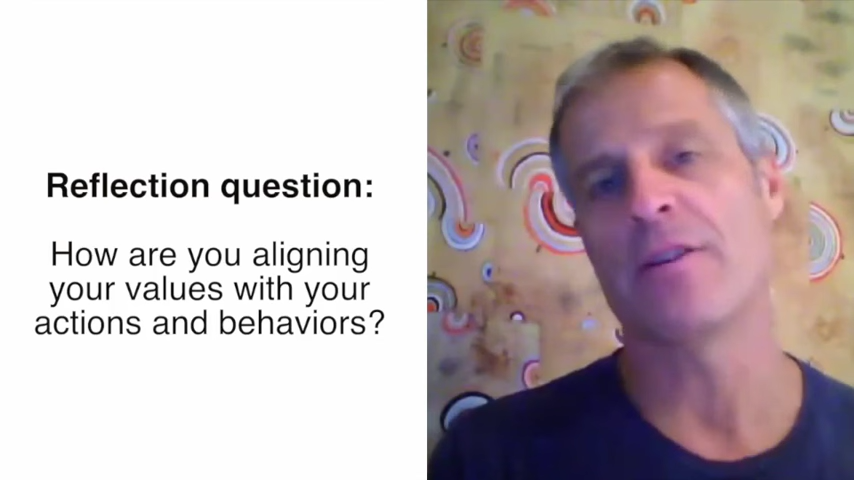 Reflection question:
How are you aligning
your values with your
actions and behaviors?